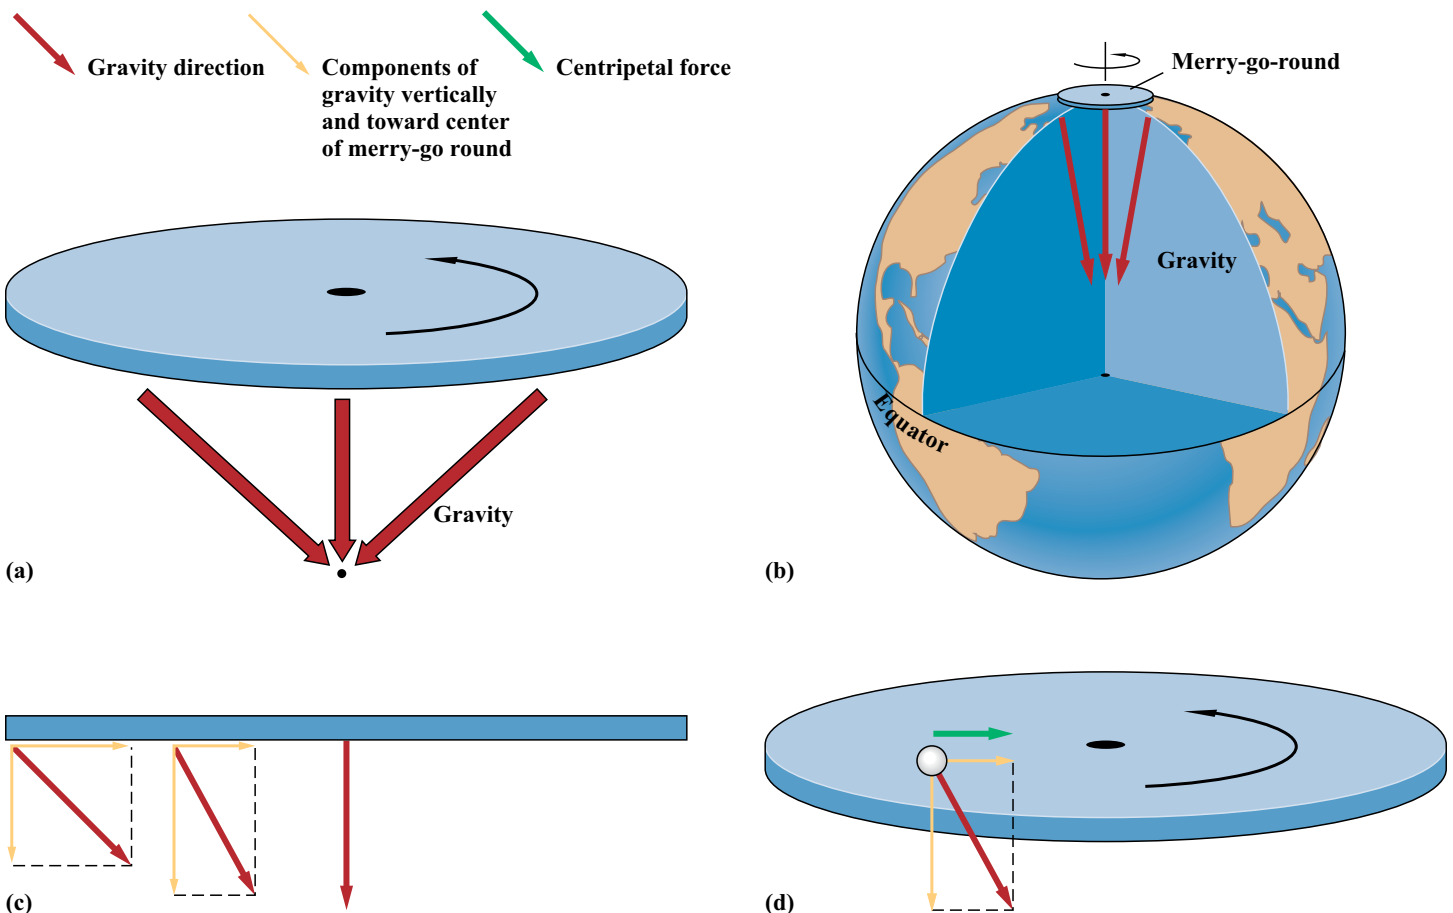 Gravity direction
Components of
gravity vertically
and toward center
of merry-go round
Centripetal force
Merry-go-round
Gravity
Equator
Gravity
(a)
(b)
(c)
(d)